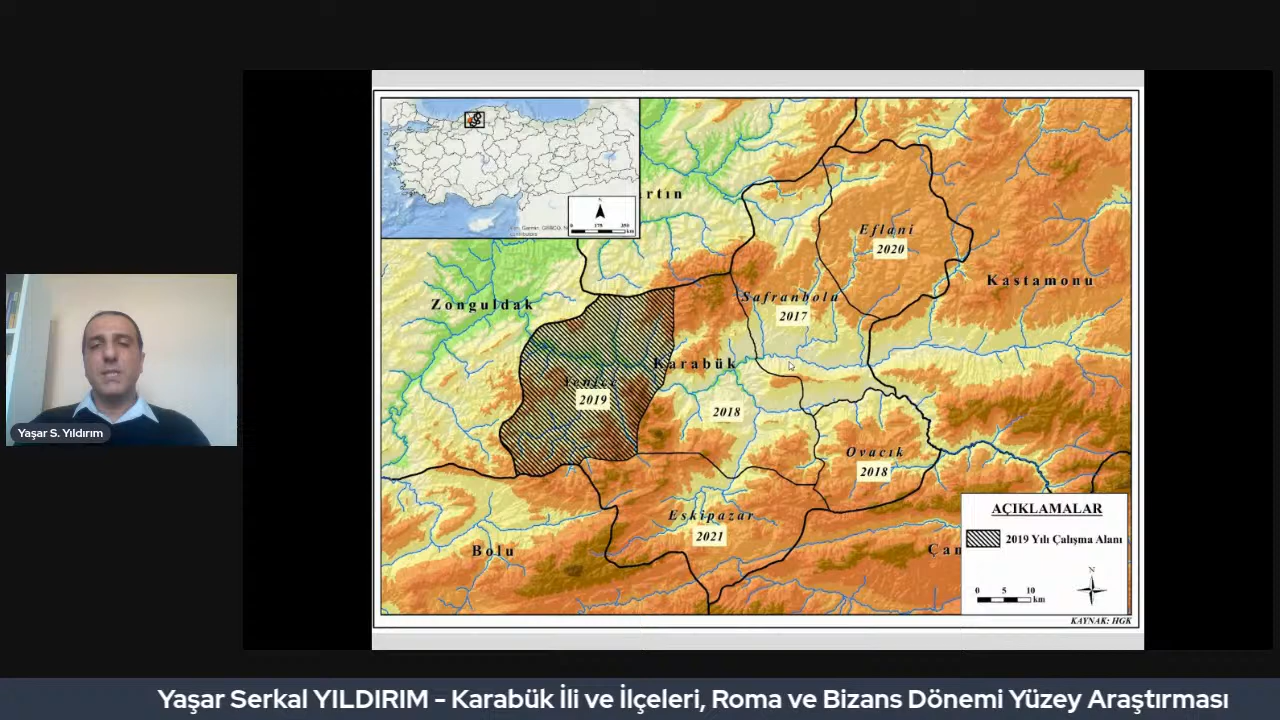 rtın
Eflani
2020
Kastamonu
Zonguldak
Safranbolu
2017
Karabük
Yenice
2019
2018
Ovacık
2018
Eskipazar
2021
Bolu
Çan
AÇIKLAMALAR
2019 Yılı Çalışma Alanı
N
0 5 10
km
KAYNAK: HGK
Yaşar S. Yıldırım
Yaşar Serkal YILDIRIM - Karabük İli ve İlçeleri, Roma ve Bizans Dönemi Yüzey Araştırması